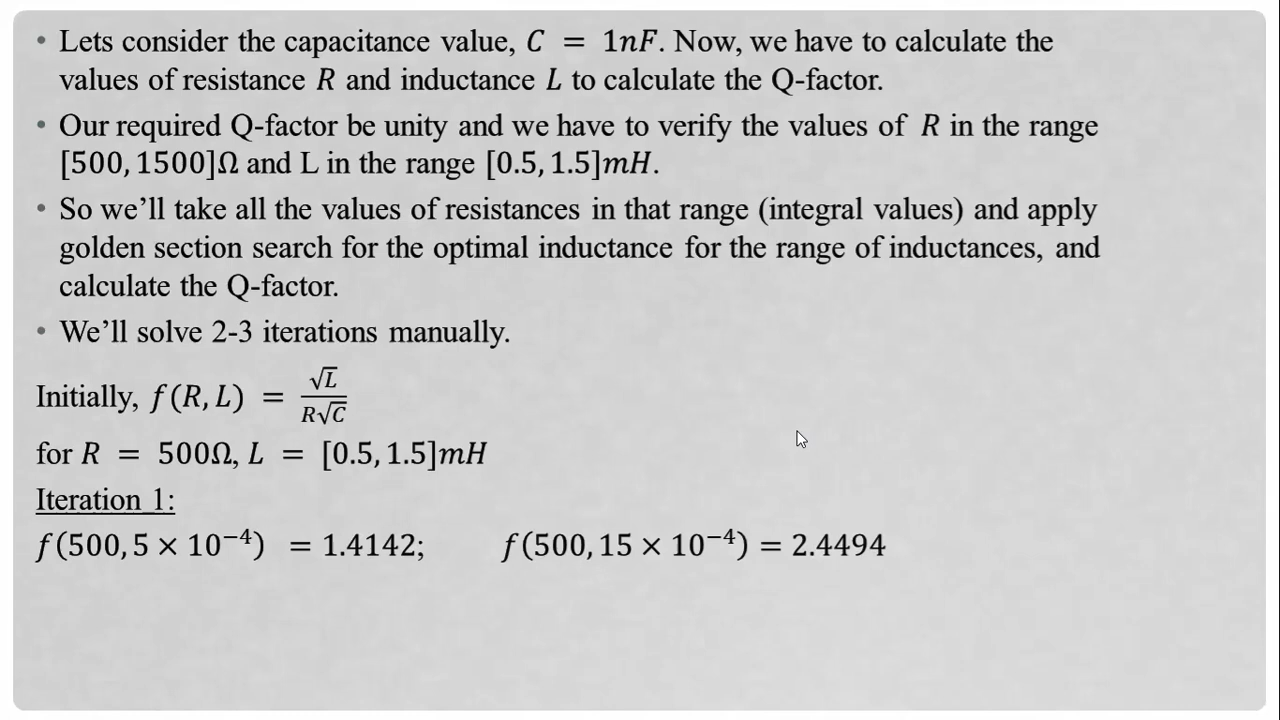 • Lets consider the capacitance value, C = 1nF. Now, we have to calculate the
values of resistance R and inductance L to calculate the Q-factor.
• Our required Q-factor be unity and we have to verify the values of R in the range
[500, 1500]Ω and L in the range [0.5, 1.5]mH.
• So we'll take all the values of resistances in that range (integral values) and apply
golden section search for the optimal inductance for the range of inductances, and
calculate the Q-factor.
• We'll solve 2-3 iterations manually.
Initially, f(R, L) = √L / R√C
for R = 500Ω, L = [0.5, 1.5]mH
Iteration 1:
f(500, 5 × 10⁻⁴) = 1.4142; f(500, 15 × 10⁻⁴) = 2.4494